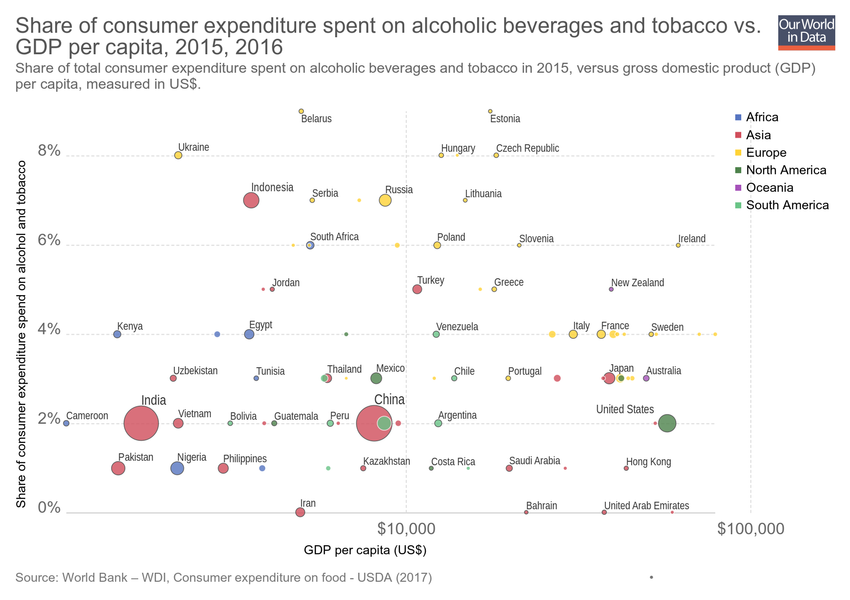 Share of consumer expenditure spent on alcoholic beverages and tobacco vs.
GDP per capita, 2015, 2016
Our World
in Data
Share of total consumer expenditure spent on alcoholic beverages and tobacco in 2015, versus gross domestic product (GDP)
per capita, measured in US$.
Belarus
Estonia
Africa
Asia
Europe
North America
Oceania
South America
8%
Ukraine
Hungary
Czech Republic
Indonesia
Serbia
Russia
Lithuania
6%
South Africa
Poland
Slovenia
Ireland
Jordan
Turkey
Greece
New Zealand
4%
Kenya
Egypt
Venezuela
Italy
France
Sweden
Uzbekistan
Tunisia
Thailand
Mexico
Chile
Portugal
Japan
Australia
2%
Cameroon
India
Vietnam
Bolivia
Guatemala
Peru
China
Argentina
United States
Pakistan
Nigeria
Philippines
Kazakhstan
Costa Rica
Saudi Arabia
Hong Kong
0%
Iran
Bahrain
United Arab Emirates
Share of consumer expenditure spend on alcohol and tobacco
$10,000
$100,000
GDP per capita (US$)
Source: World Bank – WDI, Consumer expenditure on food - USDA (2017)